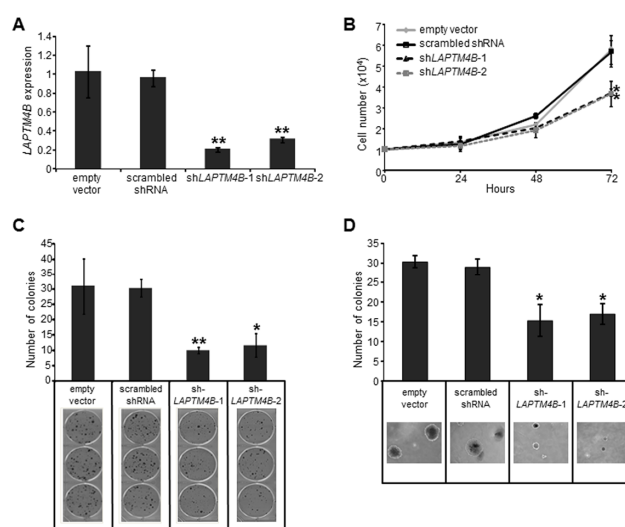 A
LAPTM4B expression
1.4
1.2
1
0.8
0.6
0.4
0.2
0
**
**
empty vector
scrambled shRNA
shLAPTM4B-1
shLAPTM4B-2
B
empty vector
scrambled shRNA
shLAPTM4B-1
shLAPTM4B-2
Cell number (x10⁴)
7
6
5
4
3
2
1
0
24
48
72
Hours
*
*
C
Number of colonies
45
40
35
30
25
20
15
10
5
0
**
*
empty vector
scrambled shRNA
sh-LAPTM4B-1
sh-LAPTM4B-2
D
Number of colonies
35
30
25
20
15
10
5
0
*
*
empty vector
scrambled shRNA
sh-LAPTM4B-1
sh-LAPTM4B-2